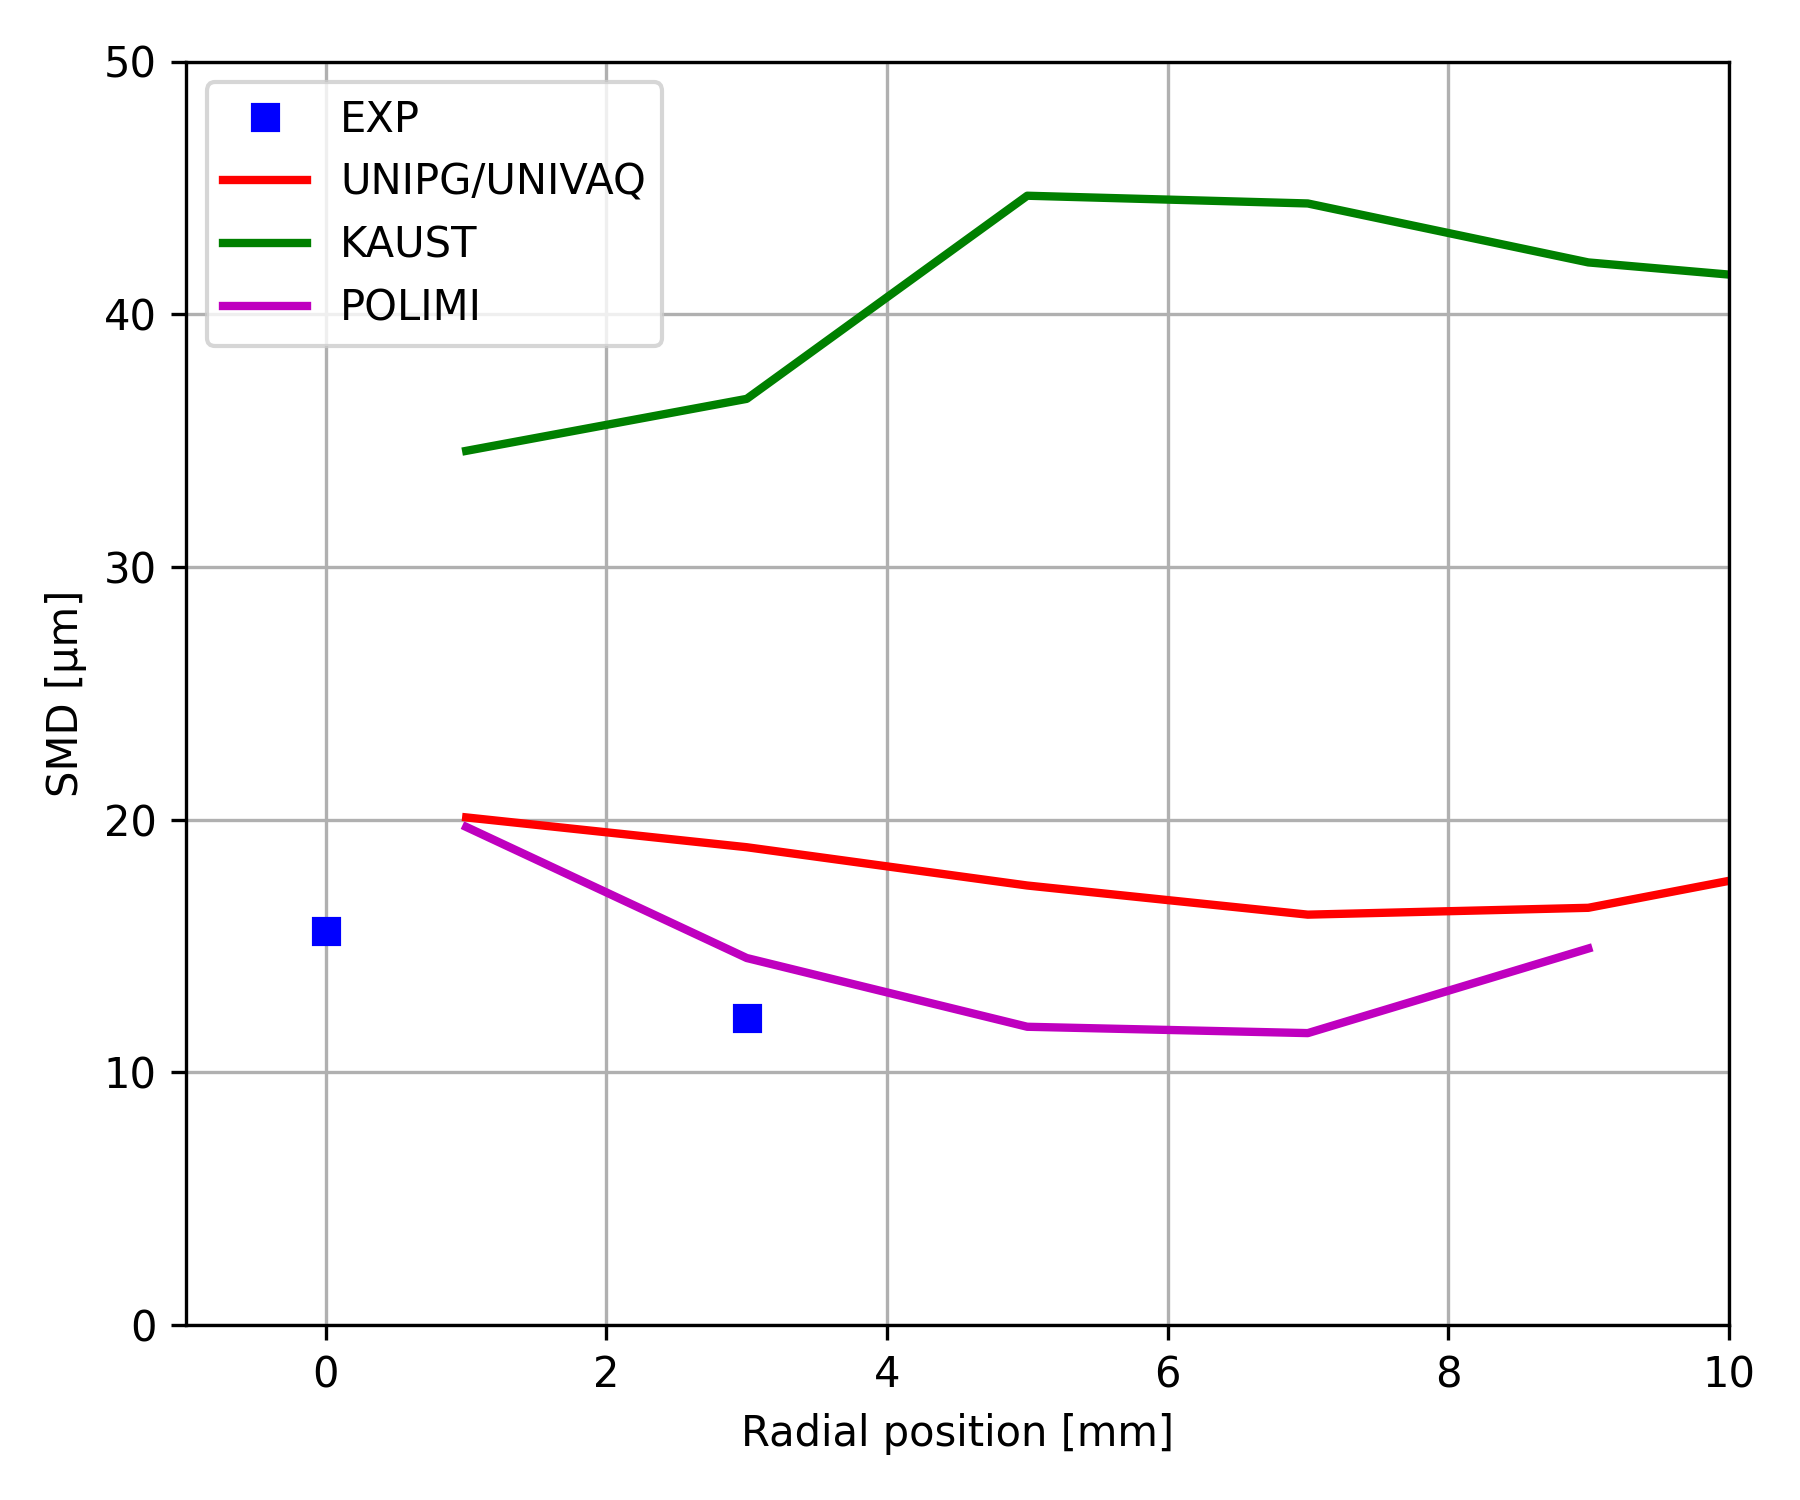 50
40
30
20
10
0
SMD [µm]
EXP
UNIPG/UNIVAQ
KAUST
POLIMI
0 2 4 6 8 10
Radial position [mm]